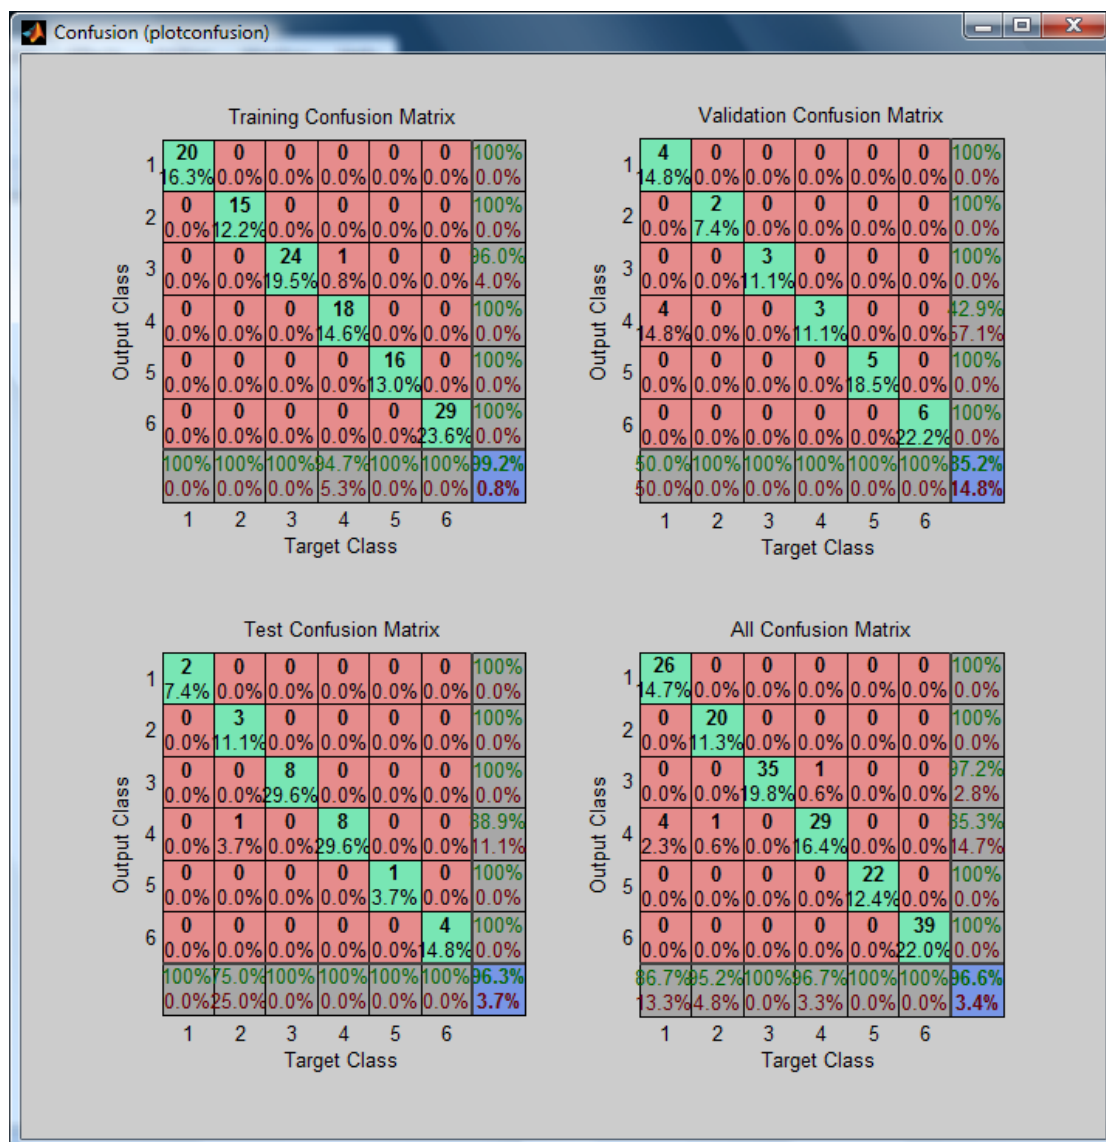 Confusion (plotconfusion)
Training Confusion Matrix
1 20 0 0 0 0 0 100%
16.3% 0.0% 0.0% 0.0% 0.0% 0.0% 0.0%
2 0 15 0 0 0 0 100%
0.0% 12.2% 0.0% 0.0% 0.0% 0.0% 0.0%
3 0 0 24 1 0 0 96.0%
0.0% 0.0% 19.5% 0.8% 0.0% 0.0% 4.0%
4 0 0 0 18 0 0 100%
0.0% 0.0% 0.0% 14.6% 0.0% 0.0% 0.0%
5 0 0 0 0 16 0 100%
0.0% 0.0% 0.0% 0.0% 13.0% 0.0% 0.0%
6 0 0 0 0 0 29 100%
0.0% 0.0% 0.0% 0.0% 0.0% 23.6% 0.0%
100% 100% 100% 94.7% 100% 100% 99.2%
0.0% 0.0% 0.0% 5.3% 0.0% 0.0% 0.8%
1 2 3 4 5 6
Target Class
Output Class
Validation Confusion Matrix
1 4 0 0 0 0 0 100%
14.8% 0.0% 0.0% 0.0% 0.0% 0.0% 0.0%
2 0 2 0 0 0 0 100%
0.0% 7.4% 0.0% 0.0% 0.0% 0.0% 0.0%
3 0 0 3 0 0 0 100%
0.0% 0.0% 11.1% 0.0% 0.0% 0.0% 0.0%
4 4 0 0 3 0 0 42.9%
14.8% 0.0% 0.0% 11.1% 0.0% 0.0% 57.1%
5 0 0 0 0 5 0 100%
0.0% 0.0% 0.0% 0.0% 18.5% 0.0% 0.0%
6 0 0 0 0 0 6 100%
0.0% 0.0% 0.0% 0.0% 0.0% 22.2% 0.0%
50.0% 100% 100% 100% 100% 100% 85.2%
50.0% 0.0% 0.0% 0.0% 0.0% 0.0% 14.8%
1 2 3 4 5 6
Target Class
Output Class
Test Confusion Matrix
1 2 0 0 0 0 0 100%
7.4% 0.0% 0.0% 0.0% 0.0% 0.0% 0.0%
2 0 3 0 0 0 0 100%
0.0% 11.1% 0.0% 0.0% 0.0% 0.0% 0.0%
3 0 0 8 0 0 0 100%
0.0% 0.0% 29.6% 0.0% 0.0% 0.0% 0.0%
4 0 1 0 8 0 0 88.9%
0.0% 3.7% 0.0% 29.6% 0.0% 0.0% 11.1%
5 0 0 0 0 1 0 100%
0.0% 0.0% 0.0% 0.0% 3.7% 0.0% 0.0%
6 0 0 0 0 0 4 100%
0.0% 0.0% 0.0% 0.0% 0.0% 14.8% 0.0%
100% 75.0% 100% 100% 100% 100% 96.3%
0.0% 25.0% 0.0% 0.0% 0.0% 0.0% 3.7%
1 2 3 4 5 6
Target Class
Output Class
All Confusion Matrix
1 26 0 0 0 0 0 100%
14.7% 0.0% 0.0% 0.0% 0.0% 0.0% 0.0%
2 0 20 0 0 0 0 100%
0.0% 11.3% 0.0% 0.0% 0.0% 0.0% 0.0%
3 0 0 35 1 0 0 97.2%
0.0% 0.0% 19.8% 0.6% 0.0% 0.0% 2.8%
4 4 1 0 29 0 0 85.3%
2.3% 0.6% 0.0% 16.4% 0.0% 0.0% 14.7%
5 0 0 0 0 22 0 100%
0.0% 0.0% 0.0% 0.0% 12.4% 0.0% 0.0%
6 0 0 0 0 0 39 100%
0.0% 0.0% 0.0% 0.0% 0.0% 22.0% 0.0%
86.7% 95.2% 100% 96.7% 100% 100% 96.6%
13.3% 4.8% 0.0% 3.3% 0.0% 0.0% 3.4%
1 2 3 4 5 6
Target Class
Output Class